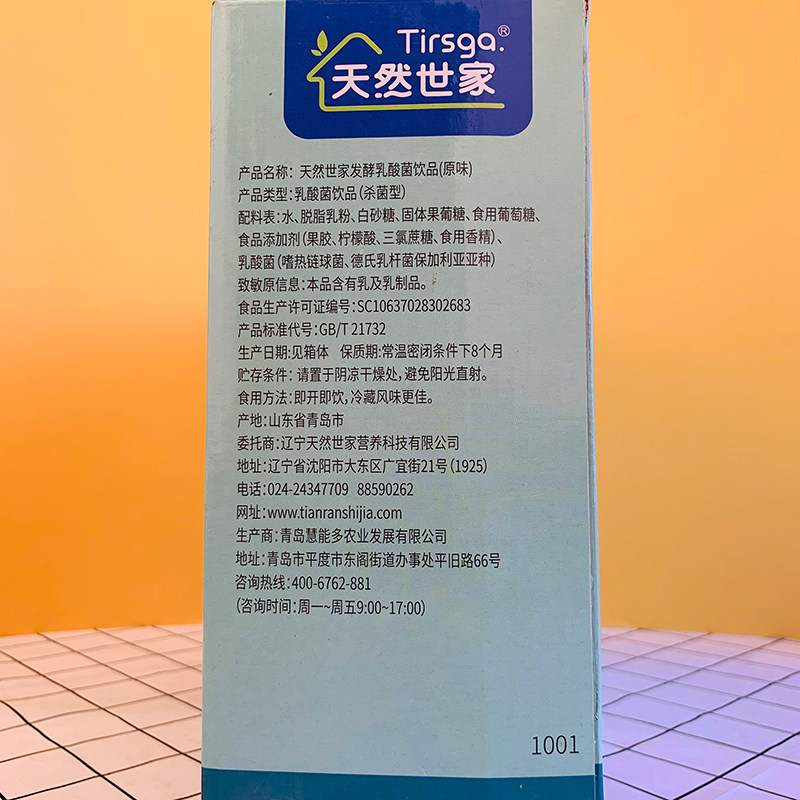 Tirsga.®
天然世家
产品名称： 天然世家发酵乳酸菌饮品(原味)
产品类型：乳酸菌饮品（杀菌型）
配料表：水、脱脂乳粉、白砂糖、固体果葡糖、食用葡萄糖、
食品添加剂（果胶、柠檬酸、三氯蔗糖、食用香精）、
乳酸菌（嗜热链球菌、德氏乳杆菌保加利亚亚种）
致敏原信息：本品含有乳及乳制品。
食品生产许可证编号：SC10637028302683
产品标准代号：GB/T 21732
生产日期:见箱体 保质期:常温密闭条件下8个月
贮存条件： 请置于阴凉干燥处，避免阳光直射。
食用方法：即开即饮，冷藏风味更佳。
产地：山东省青岛市
委托商：辽宁天然世家营养科技有限公司
地址：辽宁省沈阳市大东区广宜街21号（1925）
电话：024-24347709 88590262
网址：www.tianranshijia.com
生产商：青岛慧能多农业发展有限公司
地址：青岛市平度市东阁街道办事处平旧路66号
咨询热线：400-6762-881
（咨询时间：周一~周五9:00~17:00）
1001